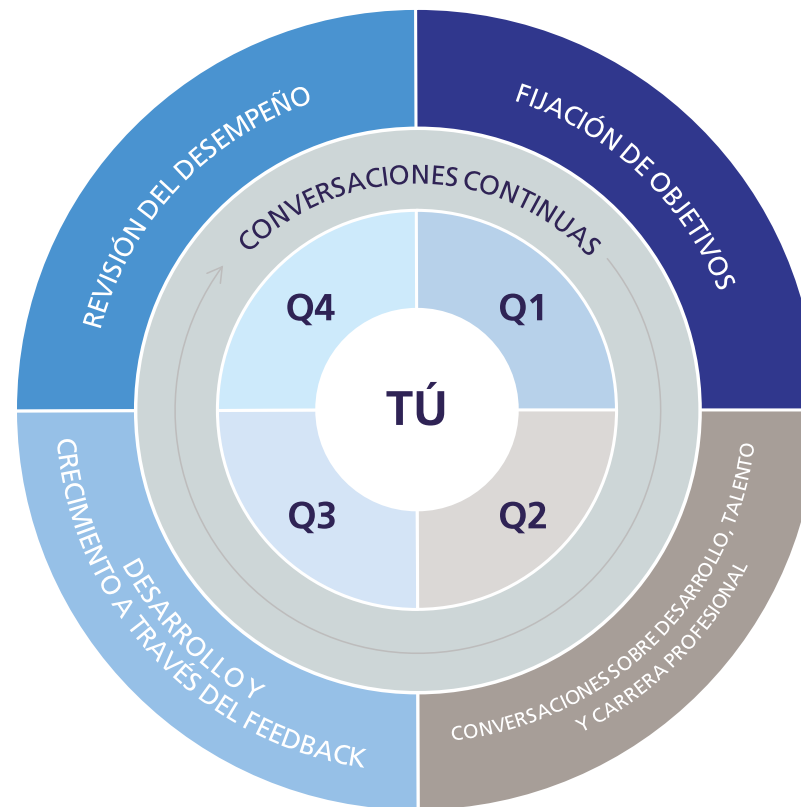 REVISIÓN DEL DESEMPEÑO
FIJACIÓN DE OBJETIVOS
CONVERSACIONES CONTINUAS
Q4
Q1
TÚ
Q3
Q2
DESARROLLO Y
CRECIMIENTO A TRAVÉS DEL FEEDBACK
CONVERSACIONES SOBRE DESARROLLO, TALENTO
Y CARRERA PROFESIONAL